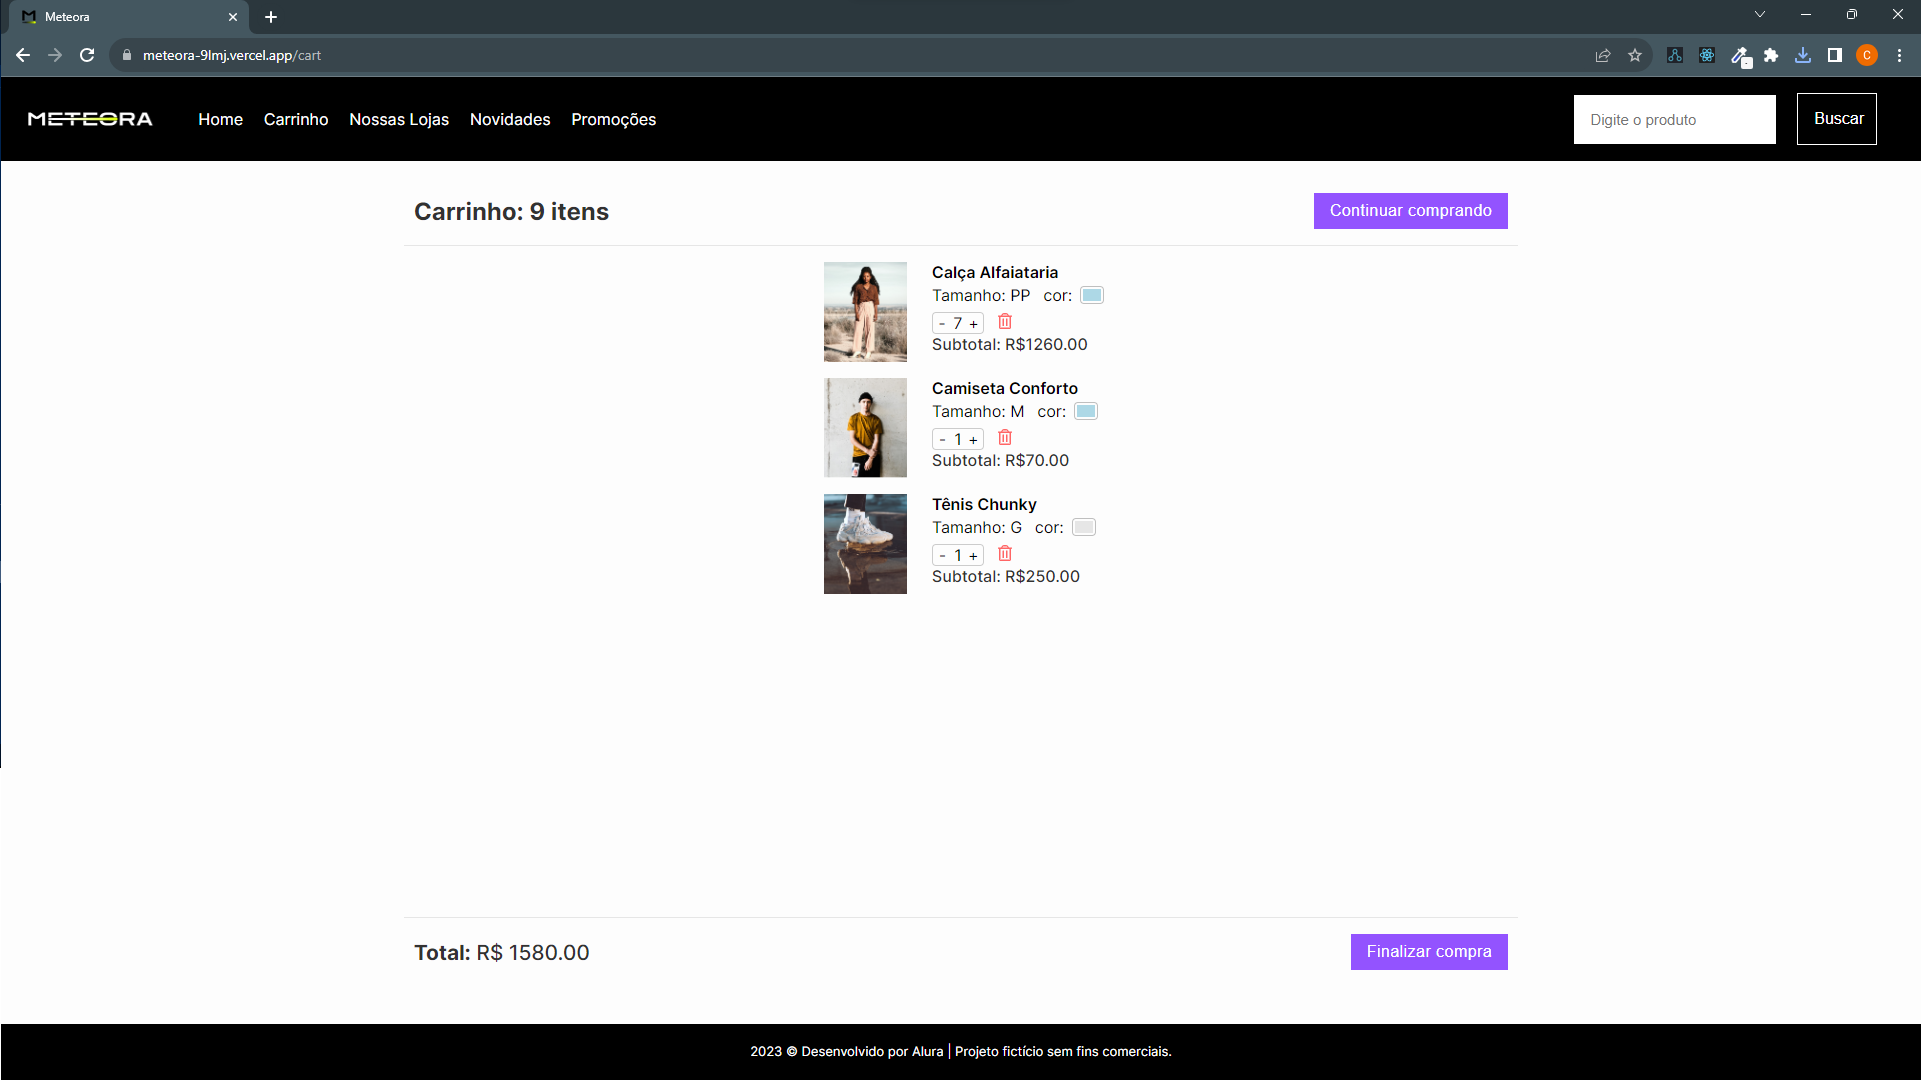 Meteora
meteora-9lmj.vercel.app/cart
C
METEORA
Home Carrinho Nossas Lojas Novidades Promoções
Digite o produto
Buscar
Carrinho: 9 itens
Continuar comprando
Calça Alfaiataria
Tamanho: PP cor:
- 7 +
Subtotal: R$1260.00
Camiseta Conforto
Tamanho: M cor:
- 1 +
Subtotal: R$70.00
Tênis Chunky
Tamanho: G cor:
- 1 +
Subtotal: R$250.00
Total: R$ 1580.00
Finalizar compra
2023 © Desenvolvido por Alura | Projeto fictício sem fins comerciais.